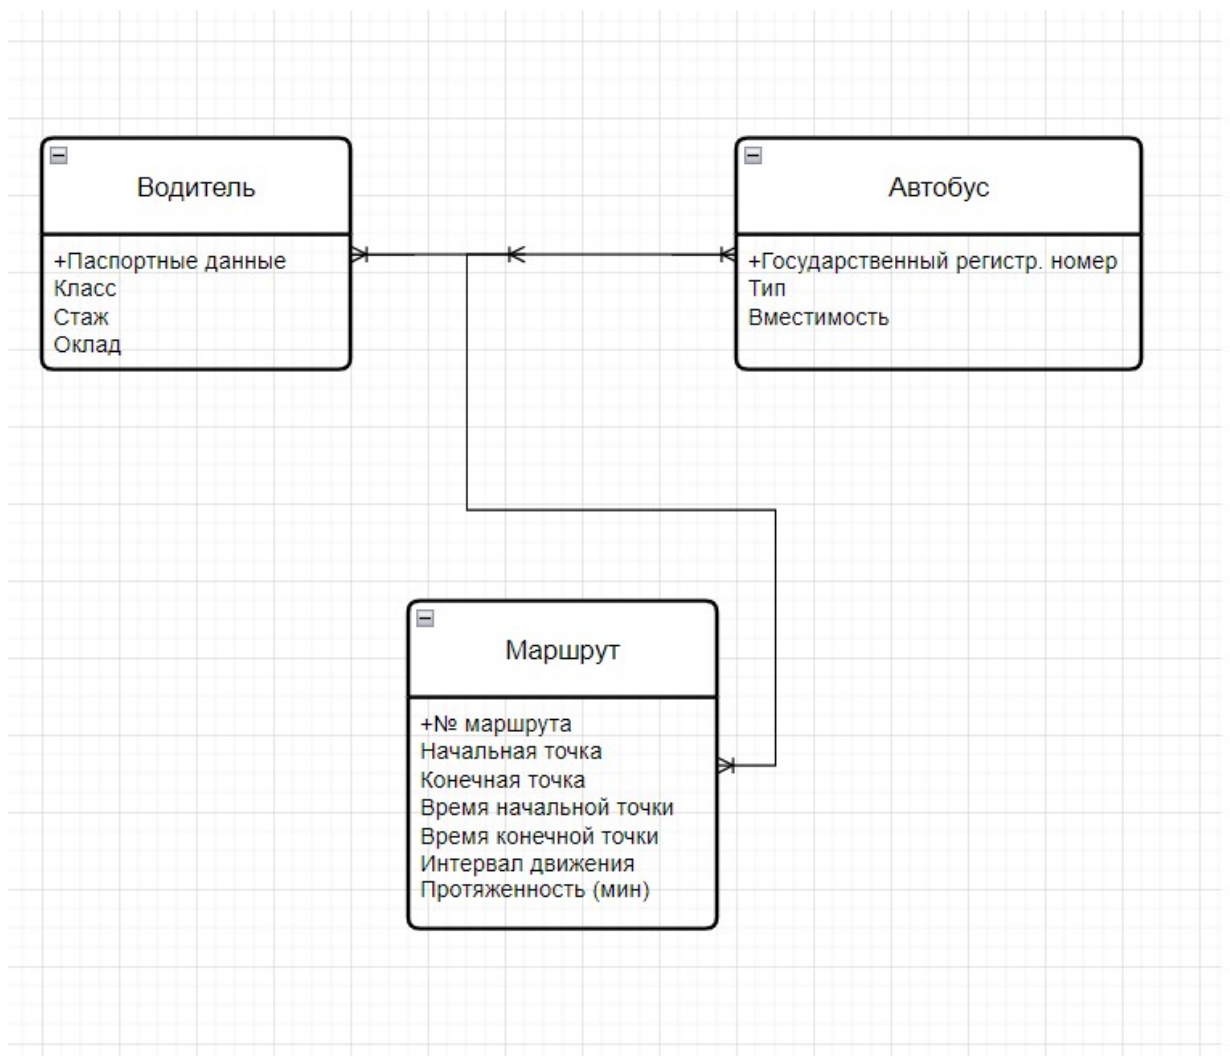 Водитель
+Паспортные данные
Класс
Стаж
Оклад
Автобус
+Государственный регистр. номер
Тип
Вместимость
Маршрут
+№ маршрута
Начальная точка
Конечная точка
Время начальной точки
Время конечной точки
Интервал движения
Протяженность (мин)